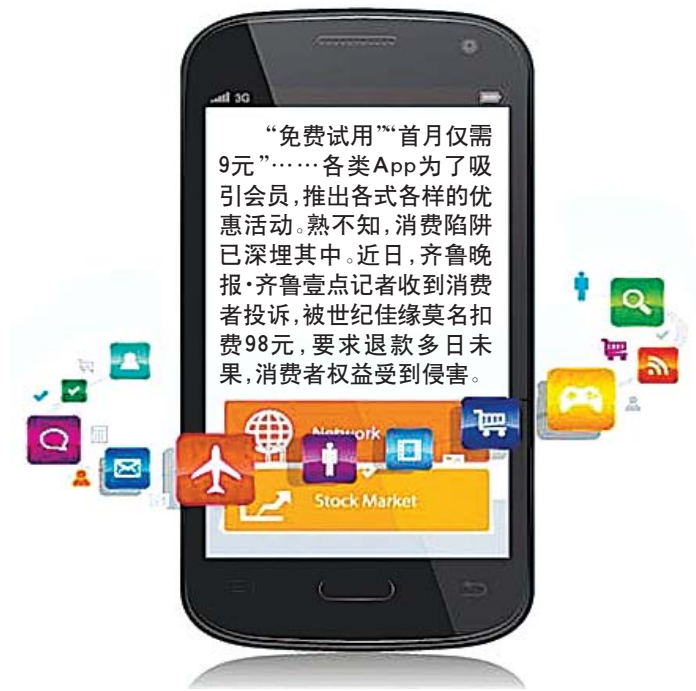 3G
“免费试用”“首月仅需
9元”……各类App为了吸
引会员,推出各式各样的优
惠活动。熟不知,消费陷阱
已深埋其中。近日,齐鲁晚
报·齐鲁壹点记者收到消费
者投诉,被世纪佳缘莫名扣
费98元,要求退款多日未
果,消费者权益受到侵害。
Network
Stock Market